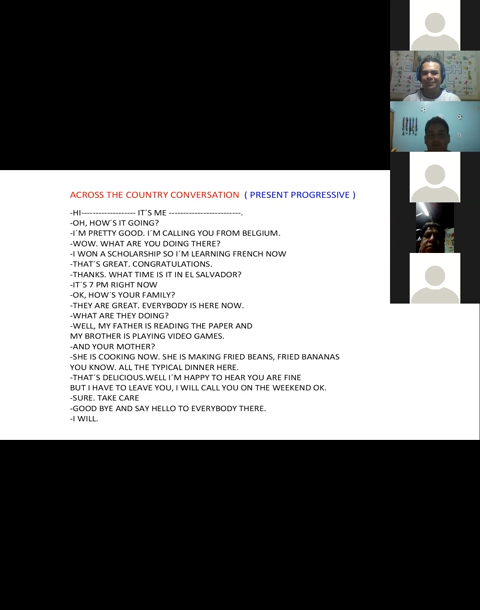 ACROSS THE COUNTRY CONVERSATION ( PRESENT PROGRESSIVE )
-HI------------------- IT´S ME -------------------------.
-OH, HOW´S IT GOING?
-I´M PRETTY GOOD. I´M CALLING YOU FROM BELGIUM.
-WOW. WHAT ARE YOU DOING THERE?
-I WON A SCHOLARSHIP SO I´M LEARNING FRENCH NOW
-THAT´S GREAT. CONGRATULATIONS.
-THANKS. WHAT TIME IS IT IN EL SALVADOR?
-IT´S 7 PM RIGHT NOW
-OK, HOW´S YOUR FAMILY?
-THEY ARE GREAT. EVERYBODY IS HERE NOW.
-WHAT ARE THEY DOING?
-WELL, MY FATHER IS READING THE PAPER AND
MY BROTHER IS PLAYING VIDEO GAMES.
-AND YOUR MOTHER?
-SHE IS COOKING NOW. SHE IS MAKING FRIED BEANS, FRIED BANANAS
YOU KNOW. ALL THE TYPICAL DINNER HERE.
-THAT´S DELICIOUS.WELL I´M HAPPY TO HEAR YOU ARE FINE
BUT I HAVE TO LEAVE YOU, I WILL CALL YOU ON THE WEEKEND OK.
-SURE. TAKE CARE
-GOOD BYE AND SAY HELLO TO EVERYBODY THERE.
-I WILL.